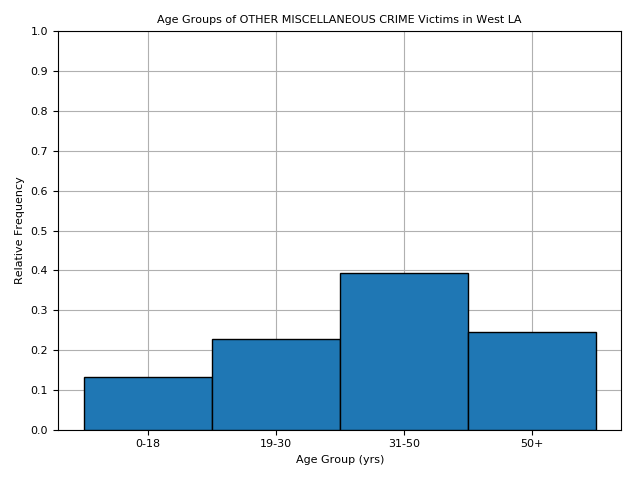 Age Groups of OTHER MISCELLANEOUS CRIME Victims in West LA
1.0
0.9
0.8
0.7
0.6
0.5
0.4
0.3
0.2
0.1
0.0
Relative Frequency
0-18 19-30 31-50 50+
Age Group (yrs)